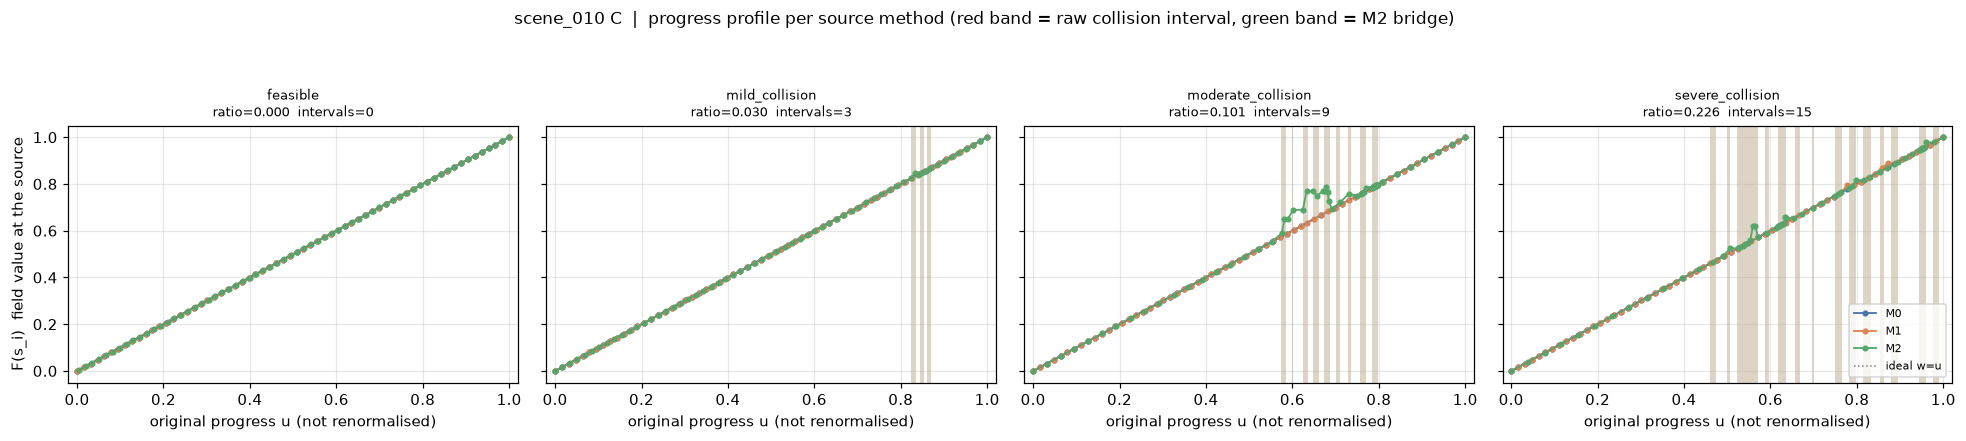 scene_010 C | progress profile per source method (red band = raw collision interval, green band = M2 bridge)
feasible
ratio=0.000 intervals=0
mild_collision
ratio=0.030 intervals=3
moderate_collision
ratio=0.101 intervals=9
severe_collision
ratio=0.226 intervals=15
F(s_i) field value at the source
1.0
0.8
0.6
0.4
0.2
0.0
0.0 0.2 0.4 0.6 0.8 1.0
0.0 0.2 0.4 0.6 0.8 1.0
0.0 0.2 0.4 0.6 0.8 1.0
0.0 0.2 0.4 0.6 0.8 1.0
original progress u (not renormalised)
original progress u (not renormalised)
original progress u (not renormalised)
original progress u (not renormalised)
M0
M1
M2
ideal w=u